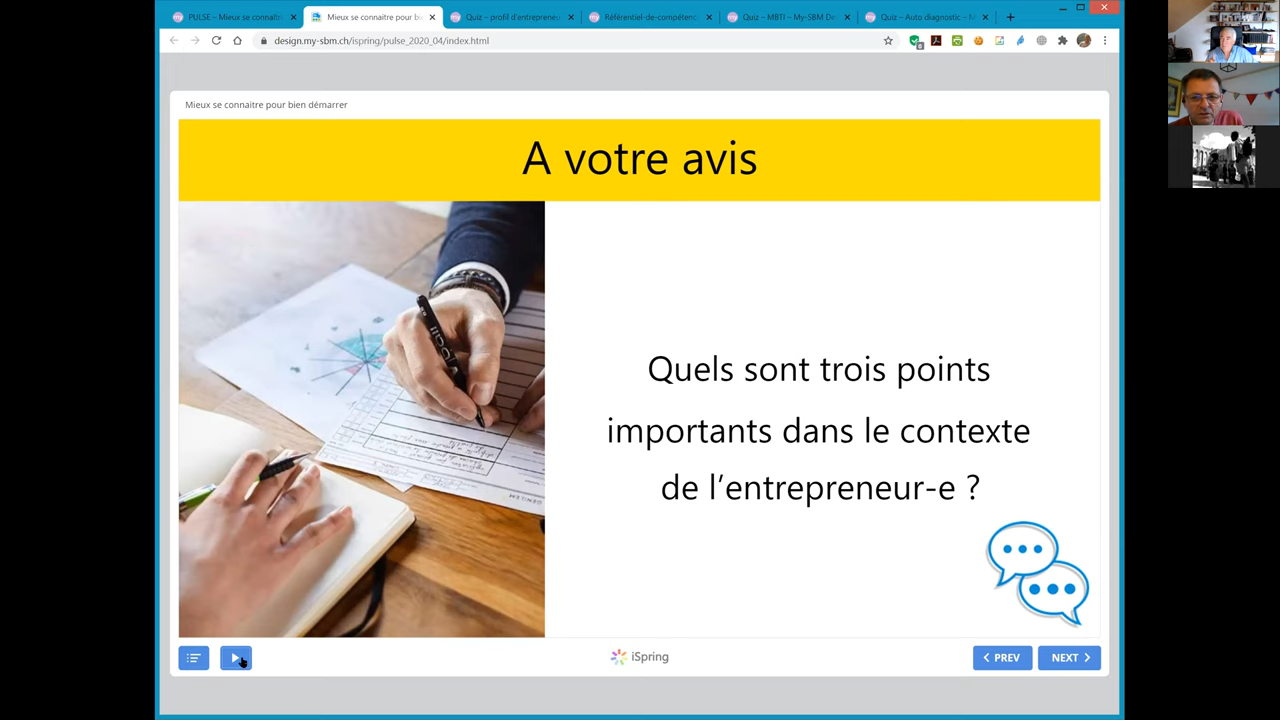 PULSE – Mieux se connaitr
Mieux se connaitre pour bi
Quiz – profil d'entrepreneu
Référentiel-de-compétenc
Quiz – MBTI – My-SBM De
Quiz – Auto diagnostic – M
design.my-sbm.ch/ispring/pulse_2020_04/index.html
Mieux se connaitre pour bien démarrer
A votre avis
Quels sont trois points
importants dans le contexte
de l'entrepreneur-e ?
iSpring
PREV
NEXT